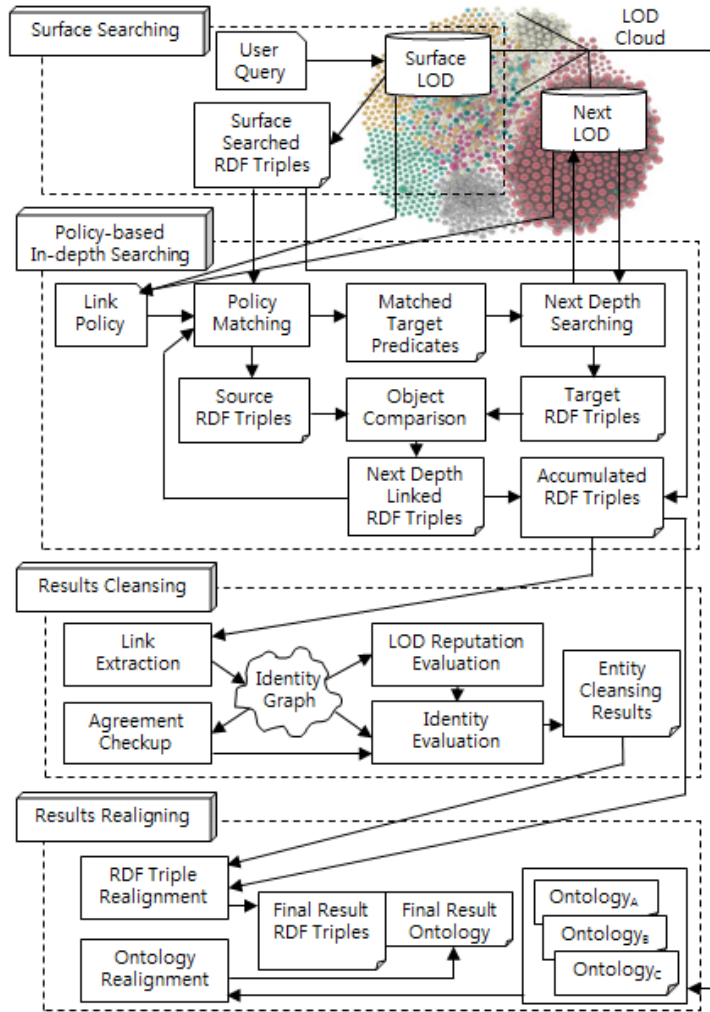 Surface Searching
LOD
Cloud
User
Query
Surface
LOD
Surface
Searched
RDF Triples
Next
LOD
Policy-based
In-depth Searching
Link
Policy
Policy
Matching
Matched
Target
Predicates
Next Depth
Searching
Source
RDF Triples
Object
Comparison
Target
RDF Triples
Next Depth
Linked
RDF Triples
Accumulated
RDF Triples
Results Cleansing
Link
Extraction
Identity
Graph
LOD Reputation
Evaluation
Entity
Cleansing
Results
Agreement
Checkup
Identity
Evaluation
Results Realigning
RDF Triple
Realignment
Final Result
RDF Triples
Final Result
Ontology
OntologyA
OntologyB
OntologyC
Ontology
Realignment